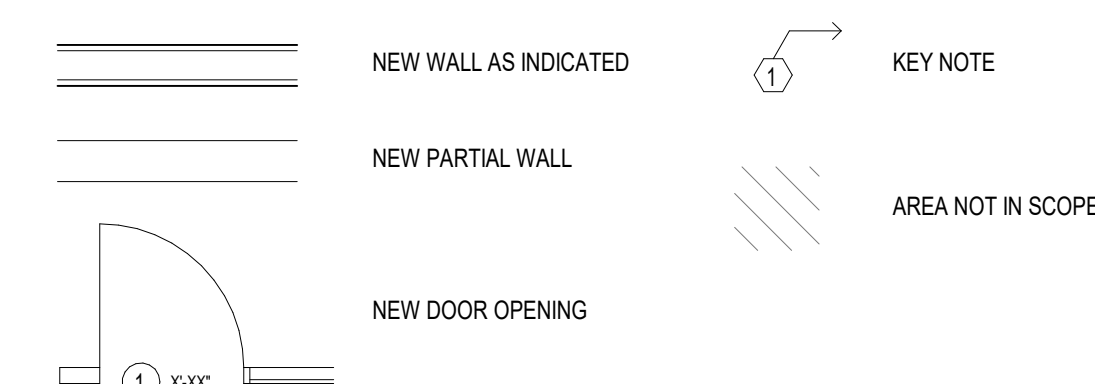 NEW WALL AS INDICATED
1
KEY NOTE
NEW PARTIAL WALL
AREA NOT IN SCOPE
NEW DOOR OPENING
1 X'-XX"